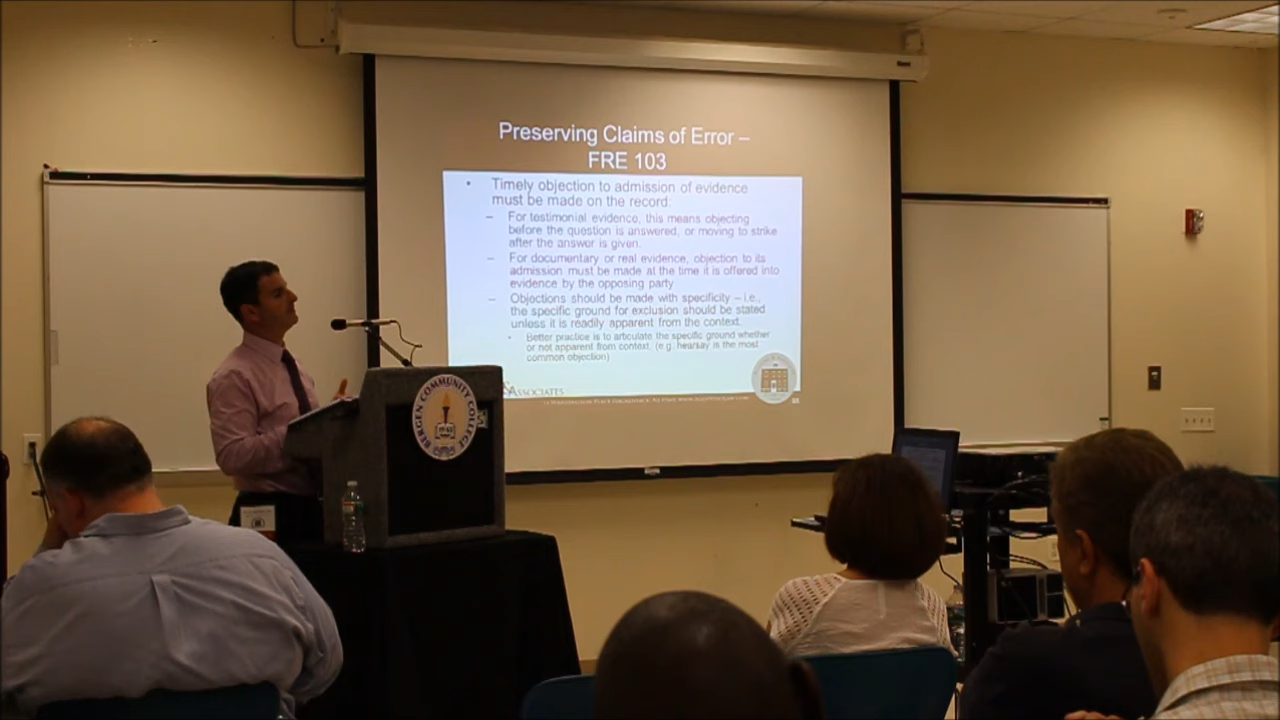 Preserving Claims of Error –
FRE 103
• Timely objection to admission of evidence
must be made on the record:
– For testimonial evidence, this means objecting
before the question is answered, or moving to strike
after the answer is given.
– For documentary or real evidence, objection to its
admission must be made at the time it is offered into
evidence by the opposing party
– Objections should be made with specificity – i.e.,
the specific ground for exclusion should be stated
unless it is readily apparent from the context.
• Better practice is to articulate the specific ground whether
or not apparent from context. (e.g. hearsay is the most
common objection)
& ASSOCIATES
BERGEN COMMUNITY COLLEGE